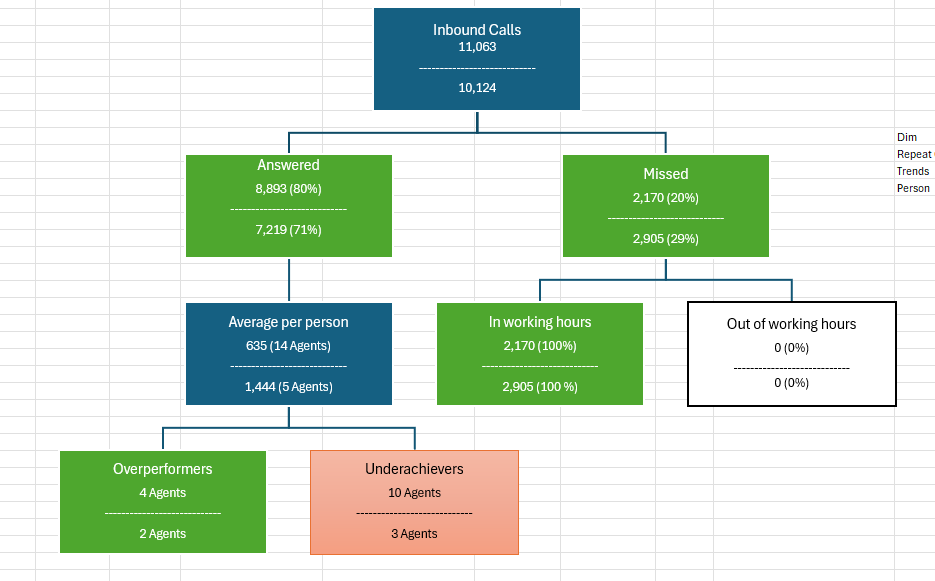 Inbound Calls
11,063
----------------------------
10,124
Dim
Repeat
Trends
Person
Answered
8,893 (80%)
----------------------------
7,219 (71%)
Missed
2,170 (20%)
----------------------------
2,905 (29%)
Average per person
635 (14 Agents)
----------------------------
1,444 (5 Agents)
In working hours
2,170 (100%)
----------------------------
2,905 (100 %)
Out of working hours
0 (0%)
----------------------------
0 (0%)
Overperformers
4 Agents
----------------------------
2 Agents
Underachievers
10 Agents
----------------------------
3 Agents